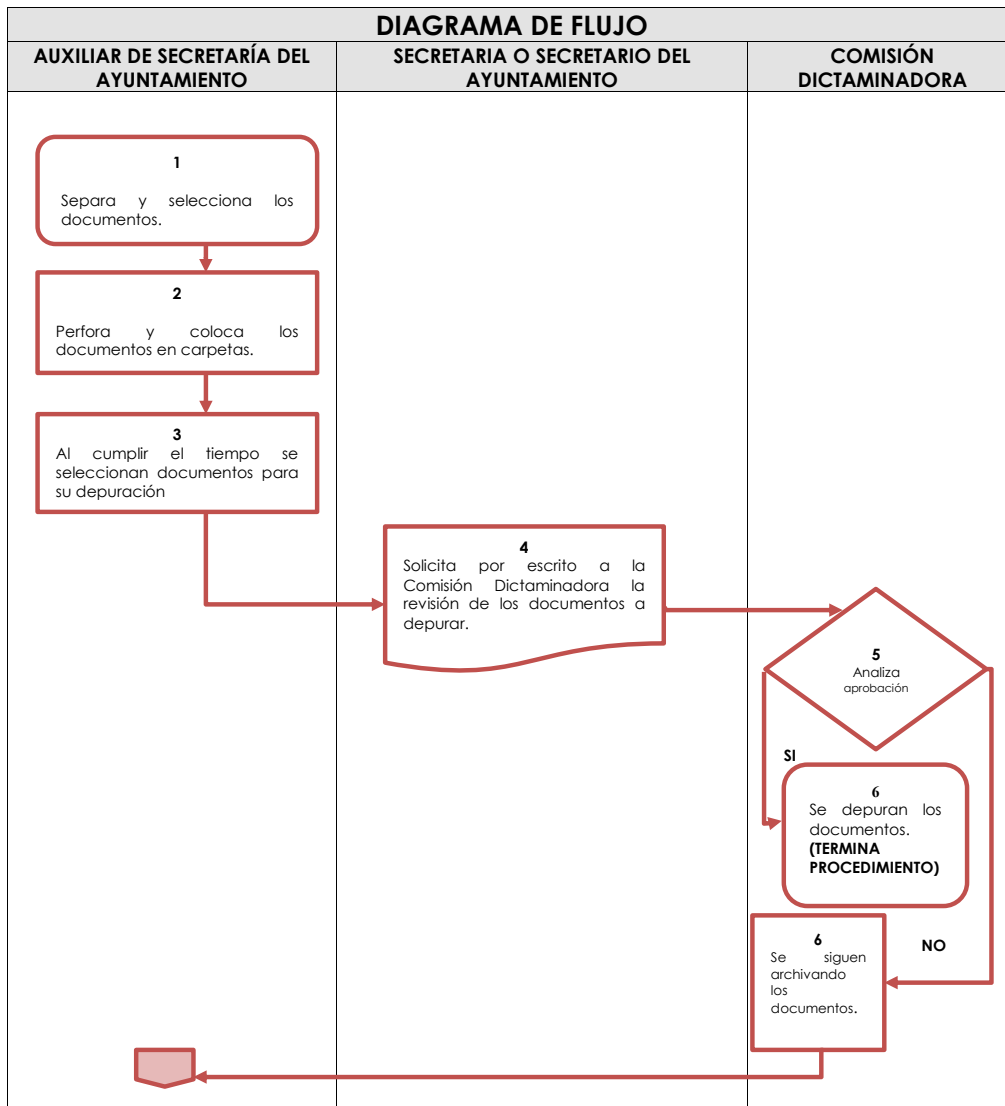 DIAGRAMA DE FLUJO
AUXILIAR DE SECRETARÍA DEL
AYUNTAMIENTO
SECRETARIA O SECRETARIO DEL
AYUNTAMIENTO
COMISIÓN
DICTAMINADORA
1
Separa y selecciona los
documentos.
2
Perfora y coloca los
documentos en carpetas.
3
Al cumplir el tiempo se
seleccionan documentos para
su depuración
4
Solicita por escrito a la
Comisión Dictaminadora la
revisión de los documentos a
depurar.
5
Analiza
aprobación
SI
6
Se depuran los
documentos.
(TERMINA
PROCEDIMIENTO)
6
Se siguen
archivando
los
documentos.
NO